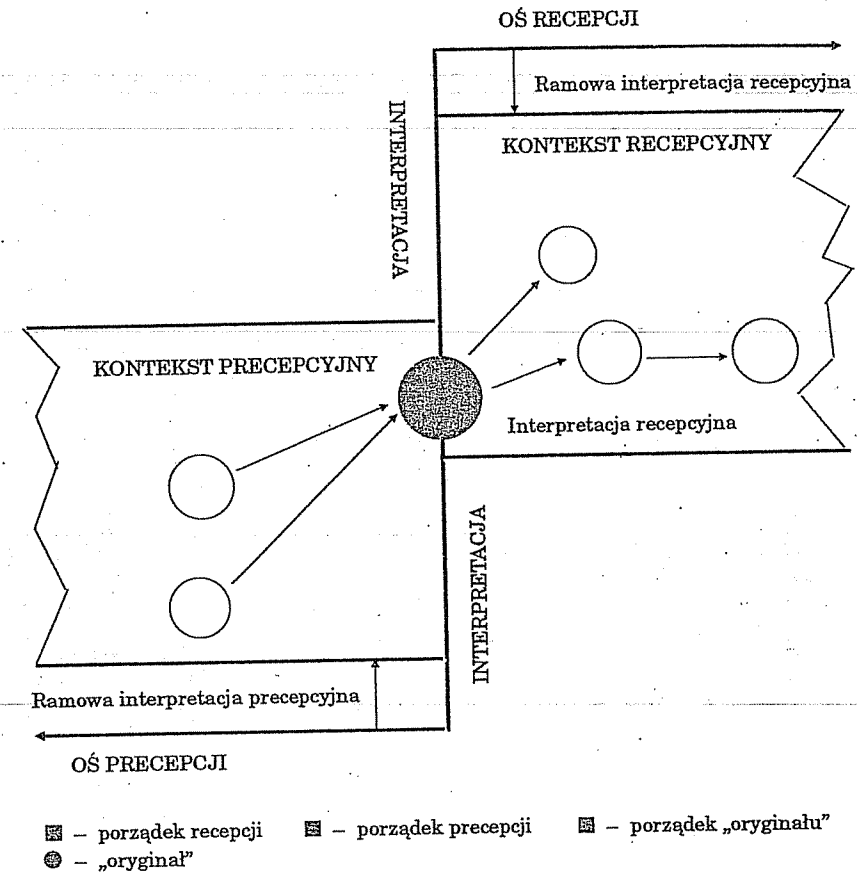 OŚ RECEPCJI
Ramowa interpretacja recepcyjna
INTERPRETACJA
KONTEKST RECEPCYJNY
KONTEKST PRECEPCYJNY
Interpretacja recepcyjna
INTERPRETACJA
Ramowa interpretacja precepcyjna
OŚ PRECEPCJI
– porządek recepcji – porządek precepcji – porządek „oryginału”
– „oryginał”